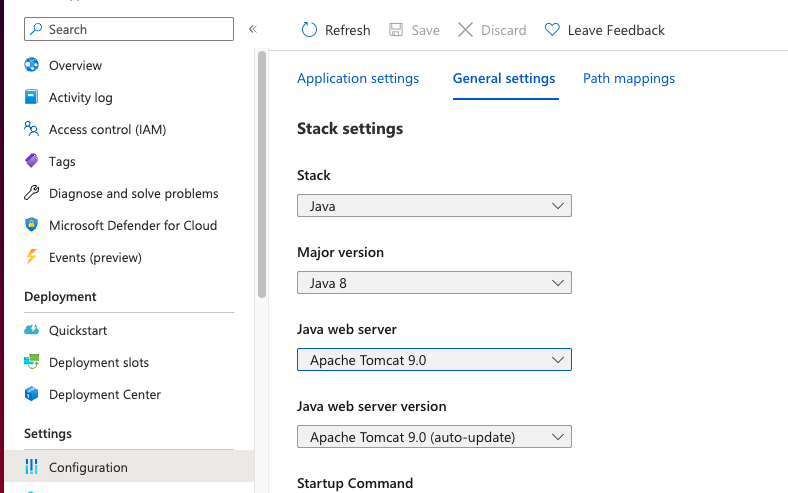 Search
Overview
Activity log
Access control (IAM)
Tags
Diagnose and solve problems
Microsoft Defender for Cloud
Events (preview)
Deployment
Quickstart
Deployment slots
Deployment Center
Settings
Configuration
Refresh
Save
Discard
Leave Feedback
Application settings
General settings
Path mappings
Stack settings
Stack
Java
Major version
Java 8
Java web server
Apache Tomcat 9.0
Java web server version
Apache Tomcat 9.0 (auto-update)
Startup Command